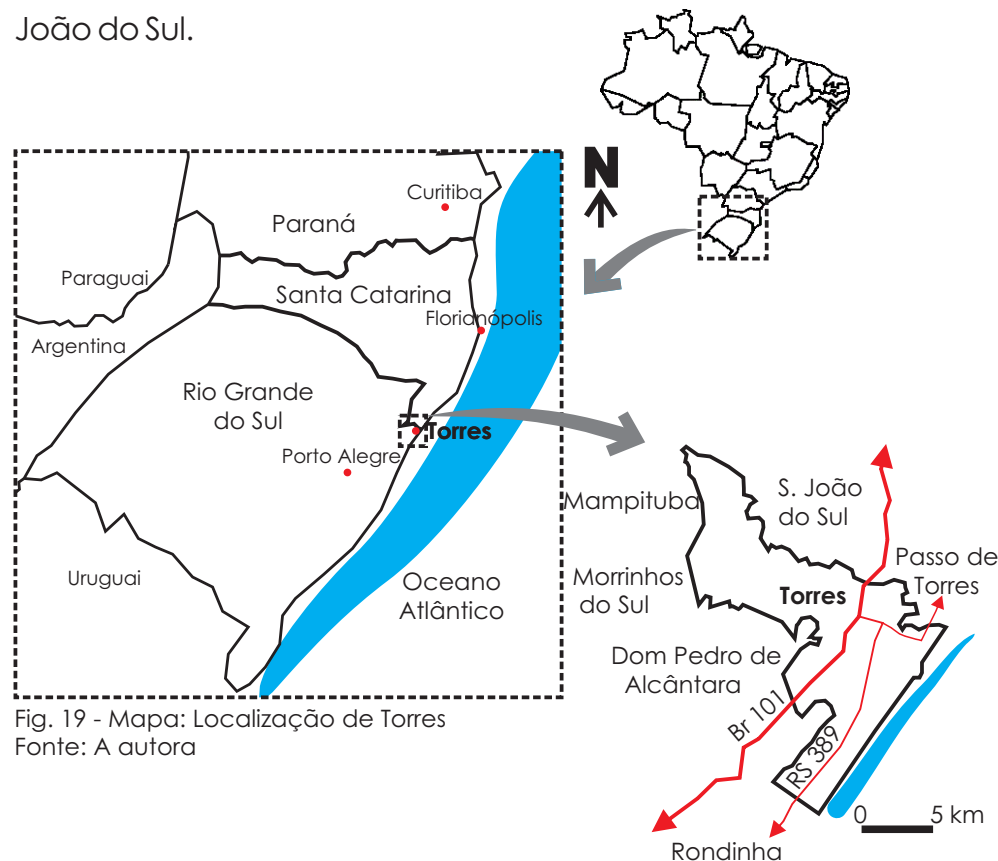 João do Sul.
N
Curitiba
Paraná
Paraguai
Santa Catarina
Florianópolis
Argentina
Rio Grande
do Sul
Torres
Porto Alegre
Uruguai
Oceano
Atlântico
Fig. 19 - Mapa: Localização de Torres
Fonte: A autora
Mampituba
S. João
do Sul
Passo de
Torres
Morrinhos
do Sul
Torres
Dom Pedro de
Alcântara
Br 101
RS 389
0 5 km
Rondinha